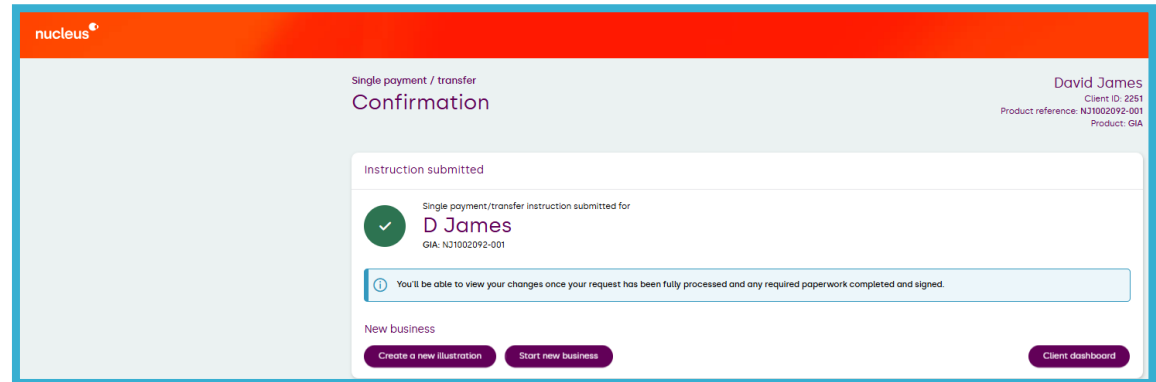 nucleus
Single payment / transfer
Confirmation
David James
Client ID: 2251
Product reference: NJ1002092-001
Product: GIA
Instruction submitted
Single payment/transfer instruction submitted for
D James
GIA: NJ1002092-001
You'll be able to view your changes once your request has been fully processed and any required paperwork completed and signed.
New business
Create a new illustration
Start new business
Client dashboard